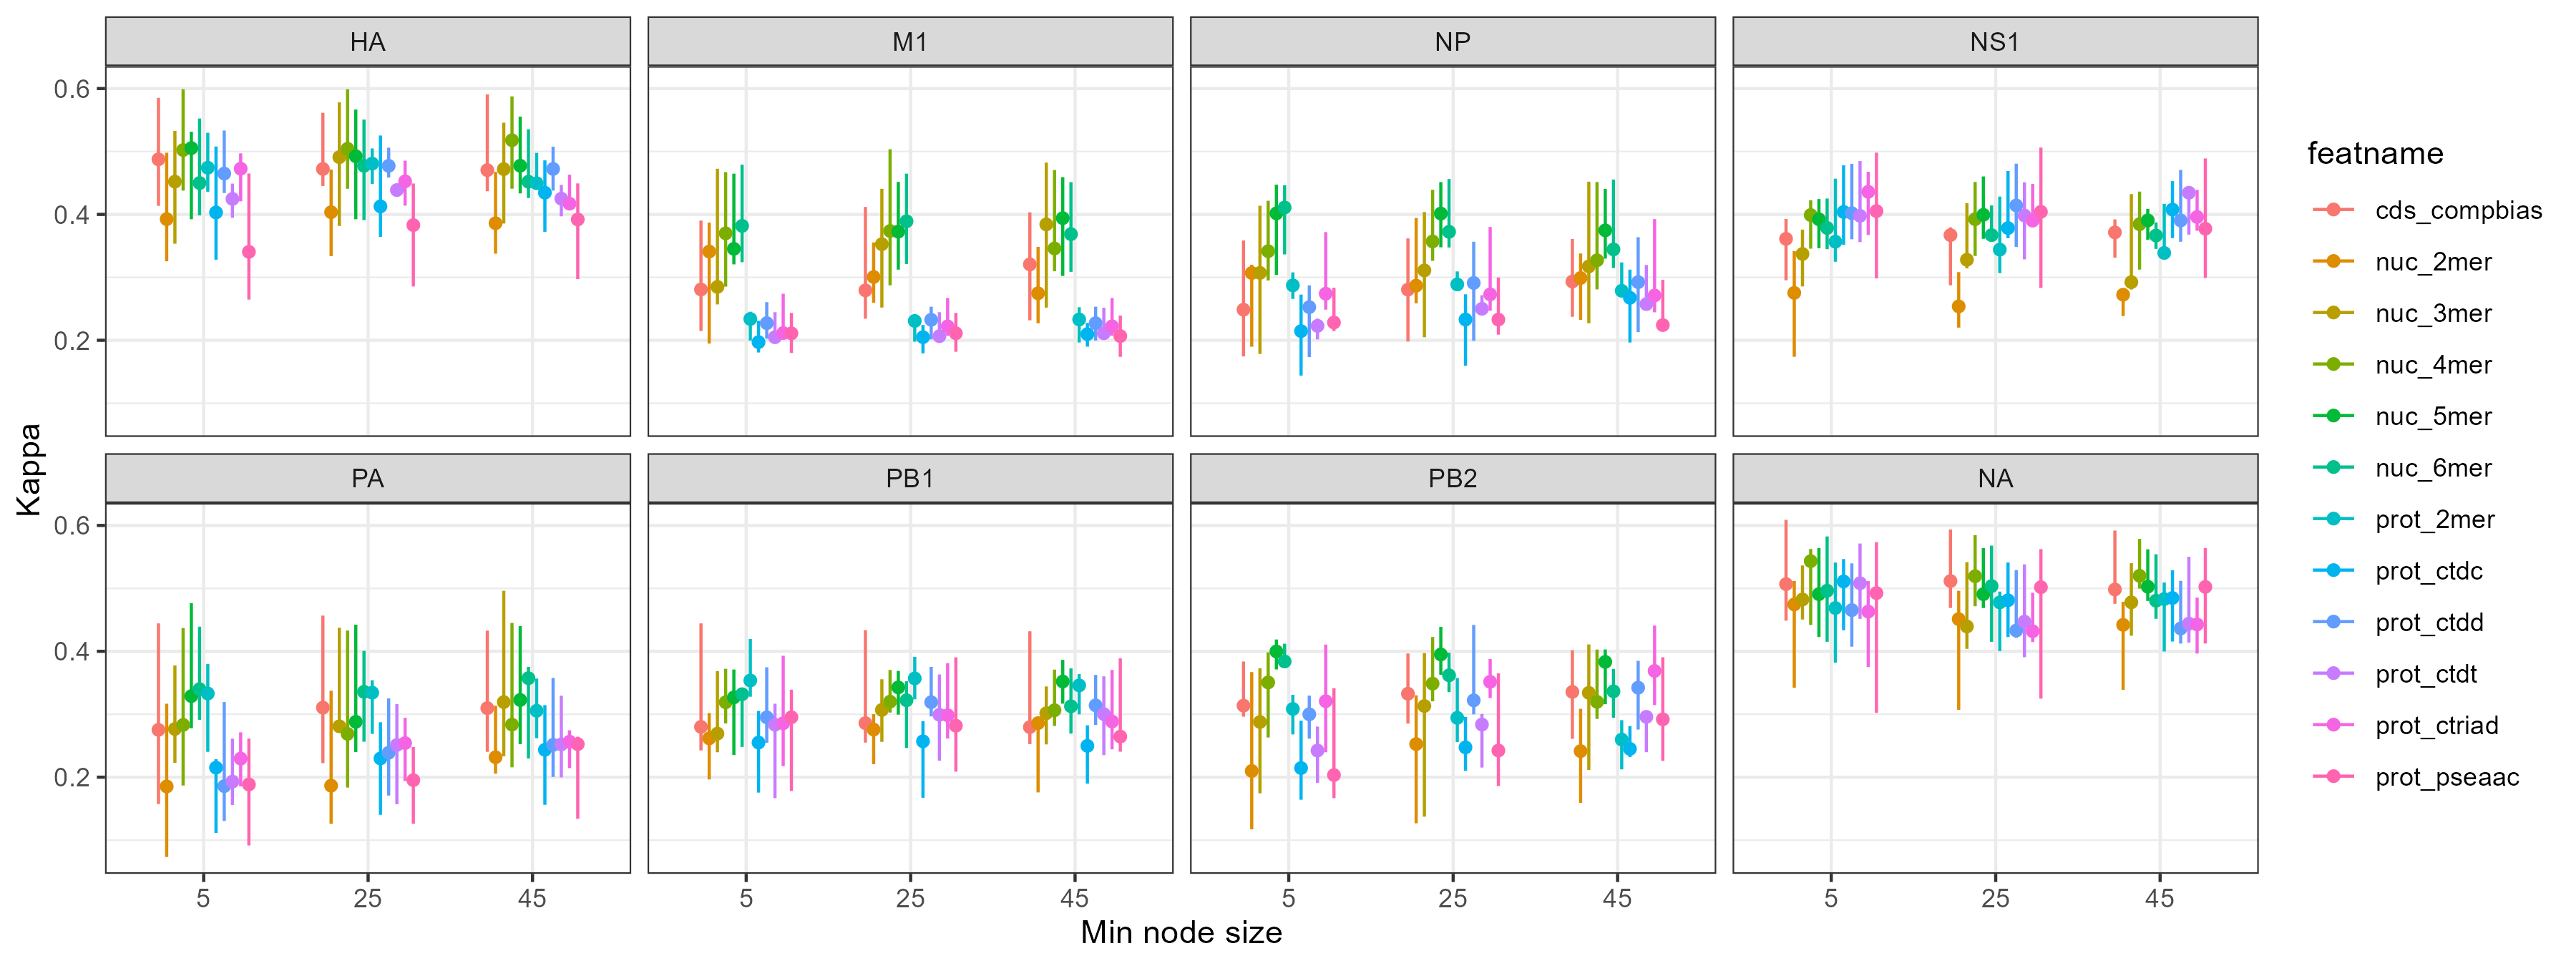 HA M1 NP NS1
0.6
0.4
0.2
Kappa
PA PB1 PB2 NA
0.6
0.4
0.2
5 25 45 5 25 45 5 25 45 5 25 45
Min node size
featname
cds_compbias
nuc_2mer
nuc_3mer
nuc_4mer
nuc_5mer
nuc_6mer
prot_2mer
prot_ctdc
prot_ctdd
prot_ctdt
prot_ctriad
prot_pseaac